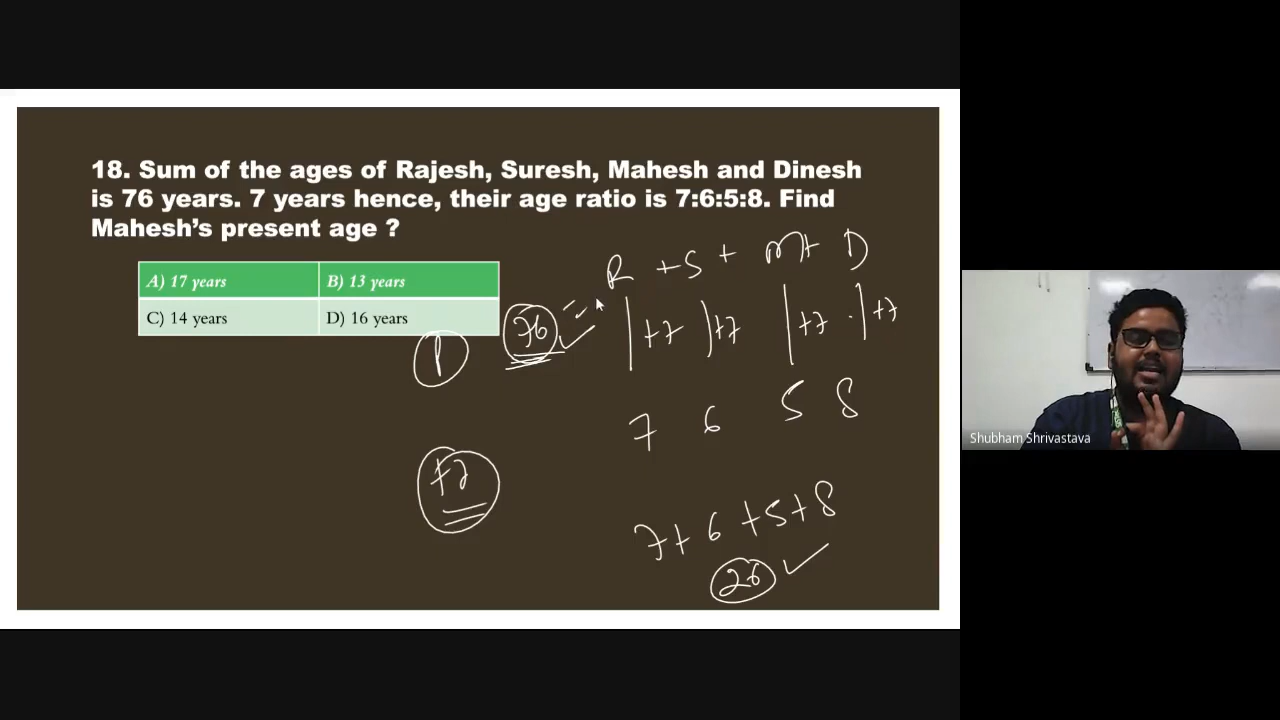 18. Sum of the ages of Rajesh, Suresh, Mahesh and Dinesh
is 76 years. 7 years hence, their age ratio is 7:6:5:8. Find
Mahesh's present age ?
A) 17 years B) 13 years
C) 14 years D) 16 years
R + S + M + D
76 =
+7 +7 +7 +7
P
7 6 5 8
+7
7+6+5+8
26
Shubham Shrivastava